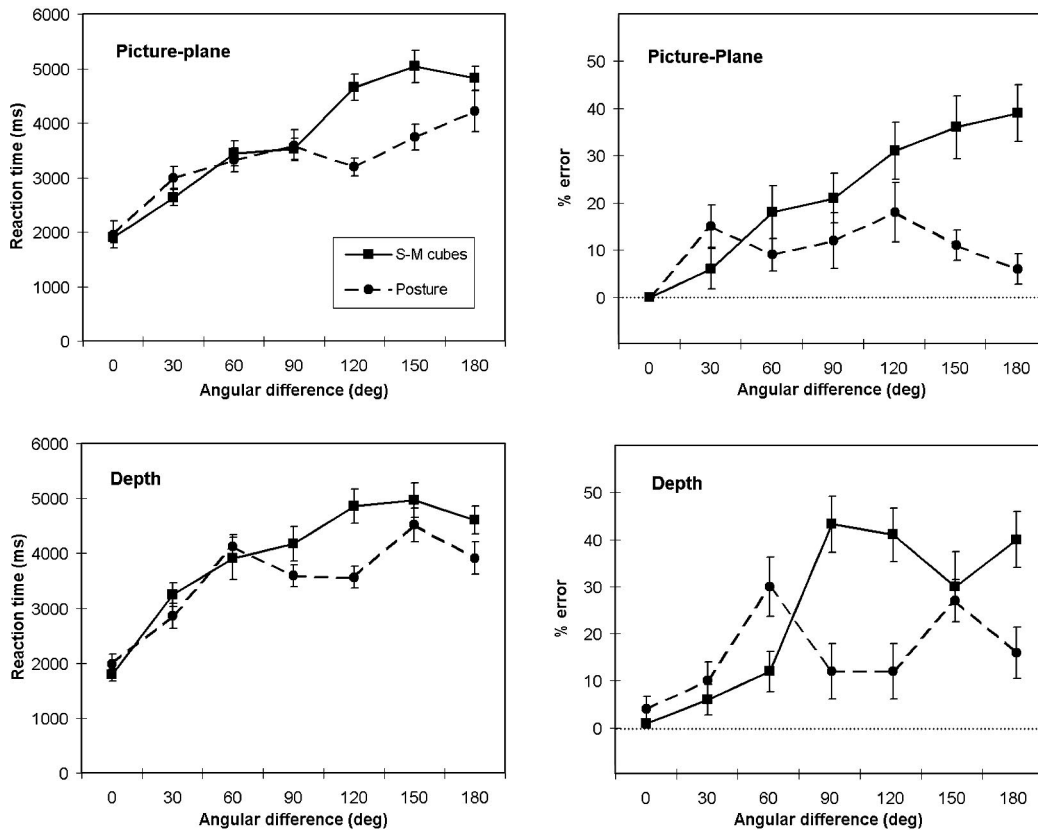 Picture-plane
Reaction time (ms)
6000
5000
4000
3000
2000
1000
0
S-M cubes
Posture
0 30 60 90 120 150 180
Angular difference (deg)
Picture-Plane
% error
50
40
30
20
10
0
0 30 60 90 120 150 180
Angular difference (deg)
Depth
Reaction time (ms)
6000
5000
4000
3000
2000
1000
0
0 30 60 90 120 150 180
Angular difference (deg)
Depth
% error
50
40
30
20
10
0
0 30 60 90 120 150 180
Angular difference (deg)